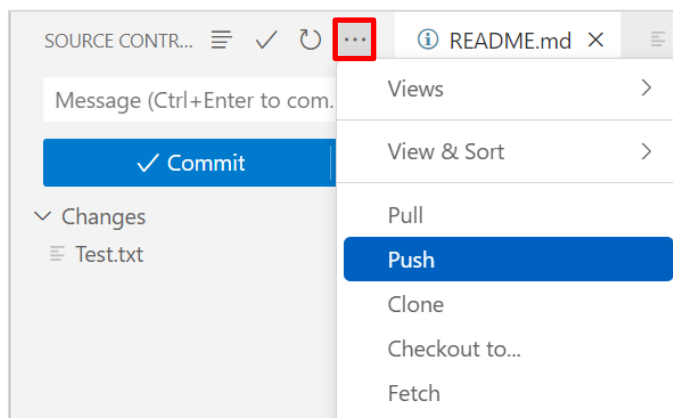 SOURCE CONTR...
README.md
Message (Ctrl+Enter to com.
Views
Commit
View & Sort
Changes
Pull
Test.txt
Push
Clone
Checkout to...
Fetch